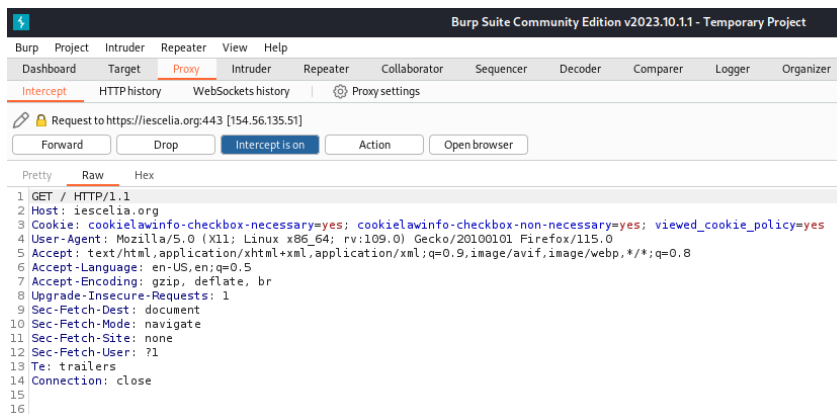 Burp Suite Community Edition v2023.10.1.1 - Temporary Project
Burp Project Intruder Repeater View Help
Dashboard Target Proxy Intruder Repeater Collaborator Sequencer Decoder Comparer Logger Organizer
Intercept HTTP history WebSockets history Proxy settings
Request to https://iescelia.org:443 [154.56.135.51]
Forward Drop Intercept is on Action Open browser
Pretty Raw Hex
1 GET / HTTP/1.1
2 Host: iescelia.org
3 Cookie: cookielawinfo-checkbox-necessary=yes; cookielawinfo-checkbox-non-necessary=yes; viewed_cookie_policy=yes
4 User-Agent: Mozilla/5.0 (X11; Linux x86_64; rv:109.0) Gecko/20100101 Firefox/115.0
5 Accept: text/html,application/xhtml+xml,application/xml;q=0.9,image/avif,image/webp,*/*;q=0.8
6 Accept-Language: en-US,en;q=0.5
7 Accept-Encoding: gzip, deflate, br
8 Upgrade-Insecure-Requests: 1
9 Sec-Fetch-Dest: document
10 Sec-Fetch-Mode: navigate
11 Sec-Fetch-Site: none
12 Sec-Fetch-User: ?1
13 Te: trailers
14 Connection: close
15
16